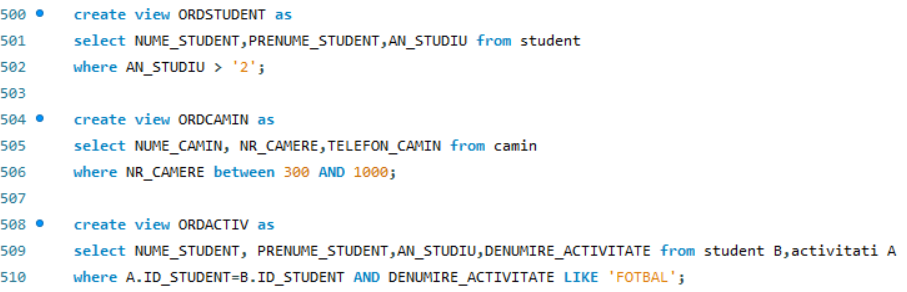 500 create view ORDSTUDENT as
501 select NUME_STUDENT,PRENUME_STUDENT,AN_STUDIU from student
502 where AN_STUDIU > '2';
503
504 create view ORDCAMIN as
505 select NUME_CAMIN, NR_CAMERE,TELEFON_CAMIN from camin
506 where NR_CAMERE between 300 AND 1000;
507
508 create view ORDACTIV as
509 select NUME_STUDENT, PRENUME_STUDENT,AN_STUDIU,DENUMIRE_ACTIVITATE from student B,activitati A
510 where A.ID_STUDENT=B.ID_STUDENT AND DENUMIRE_ACTIVITATE LIKE 'FOTBAL';